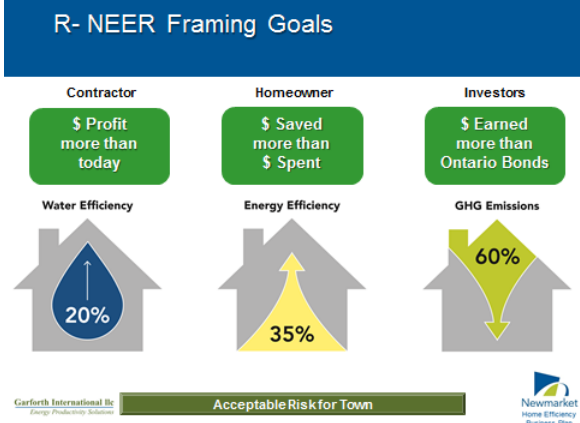 R- NEER Framing Goals
Contractor
Homeowner
Investors
$ Profit
more than
today
$ Saved
more than
$ Spent
$ Earned
more than
Ontario Bonds
Water Efficiency
Energy Efficiency
GHG Emissions
20%
35%
60%
Garforth International llc
Energy Productivity Solutions
Acceptable Risk for Town
Newmarket
Home Efficiency
Business Plan